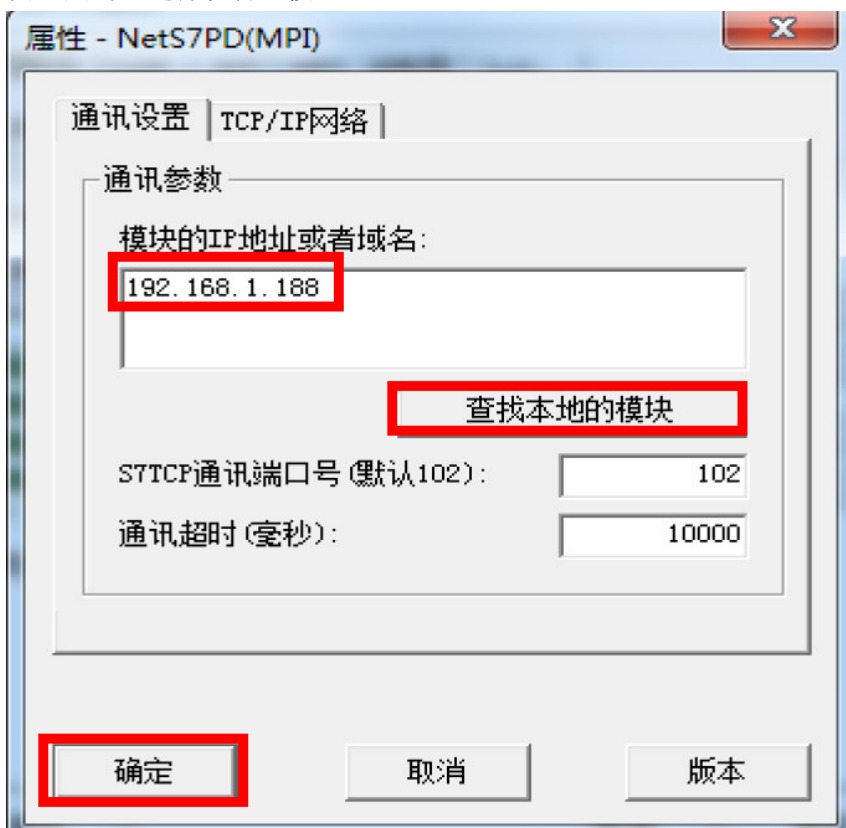 属性 - NetS7PD(MPI)
通讯设置 TCP/IP网络
通讯参数
模块的IP地址或者域名:
192.168.1.188
查找本地的模块
S7TCP通讯端口号(默认102): 102
通讯超时(毫秒): 10000
确定 取消 版本